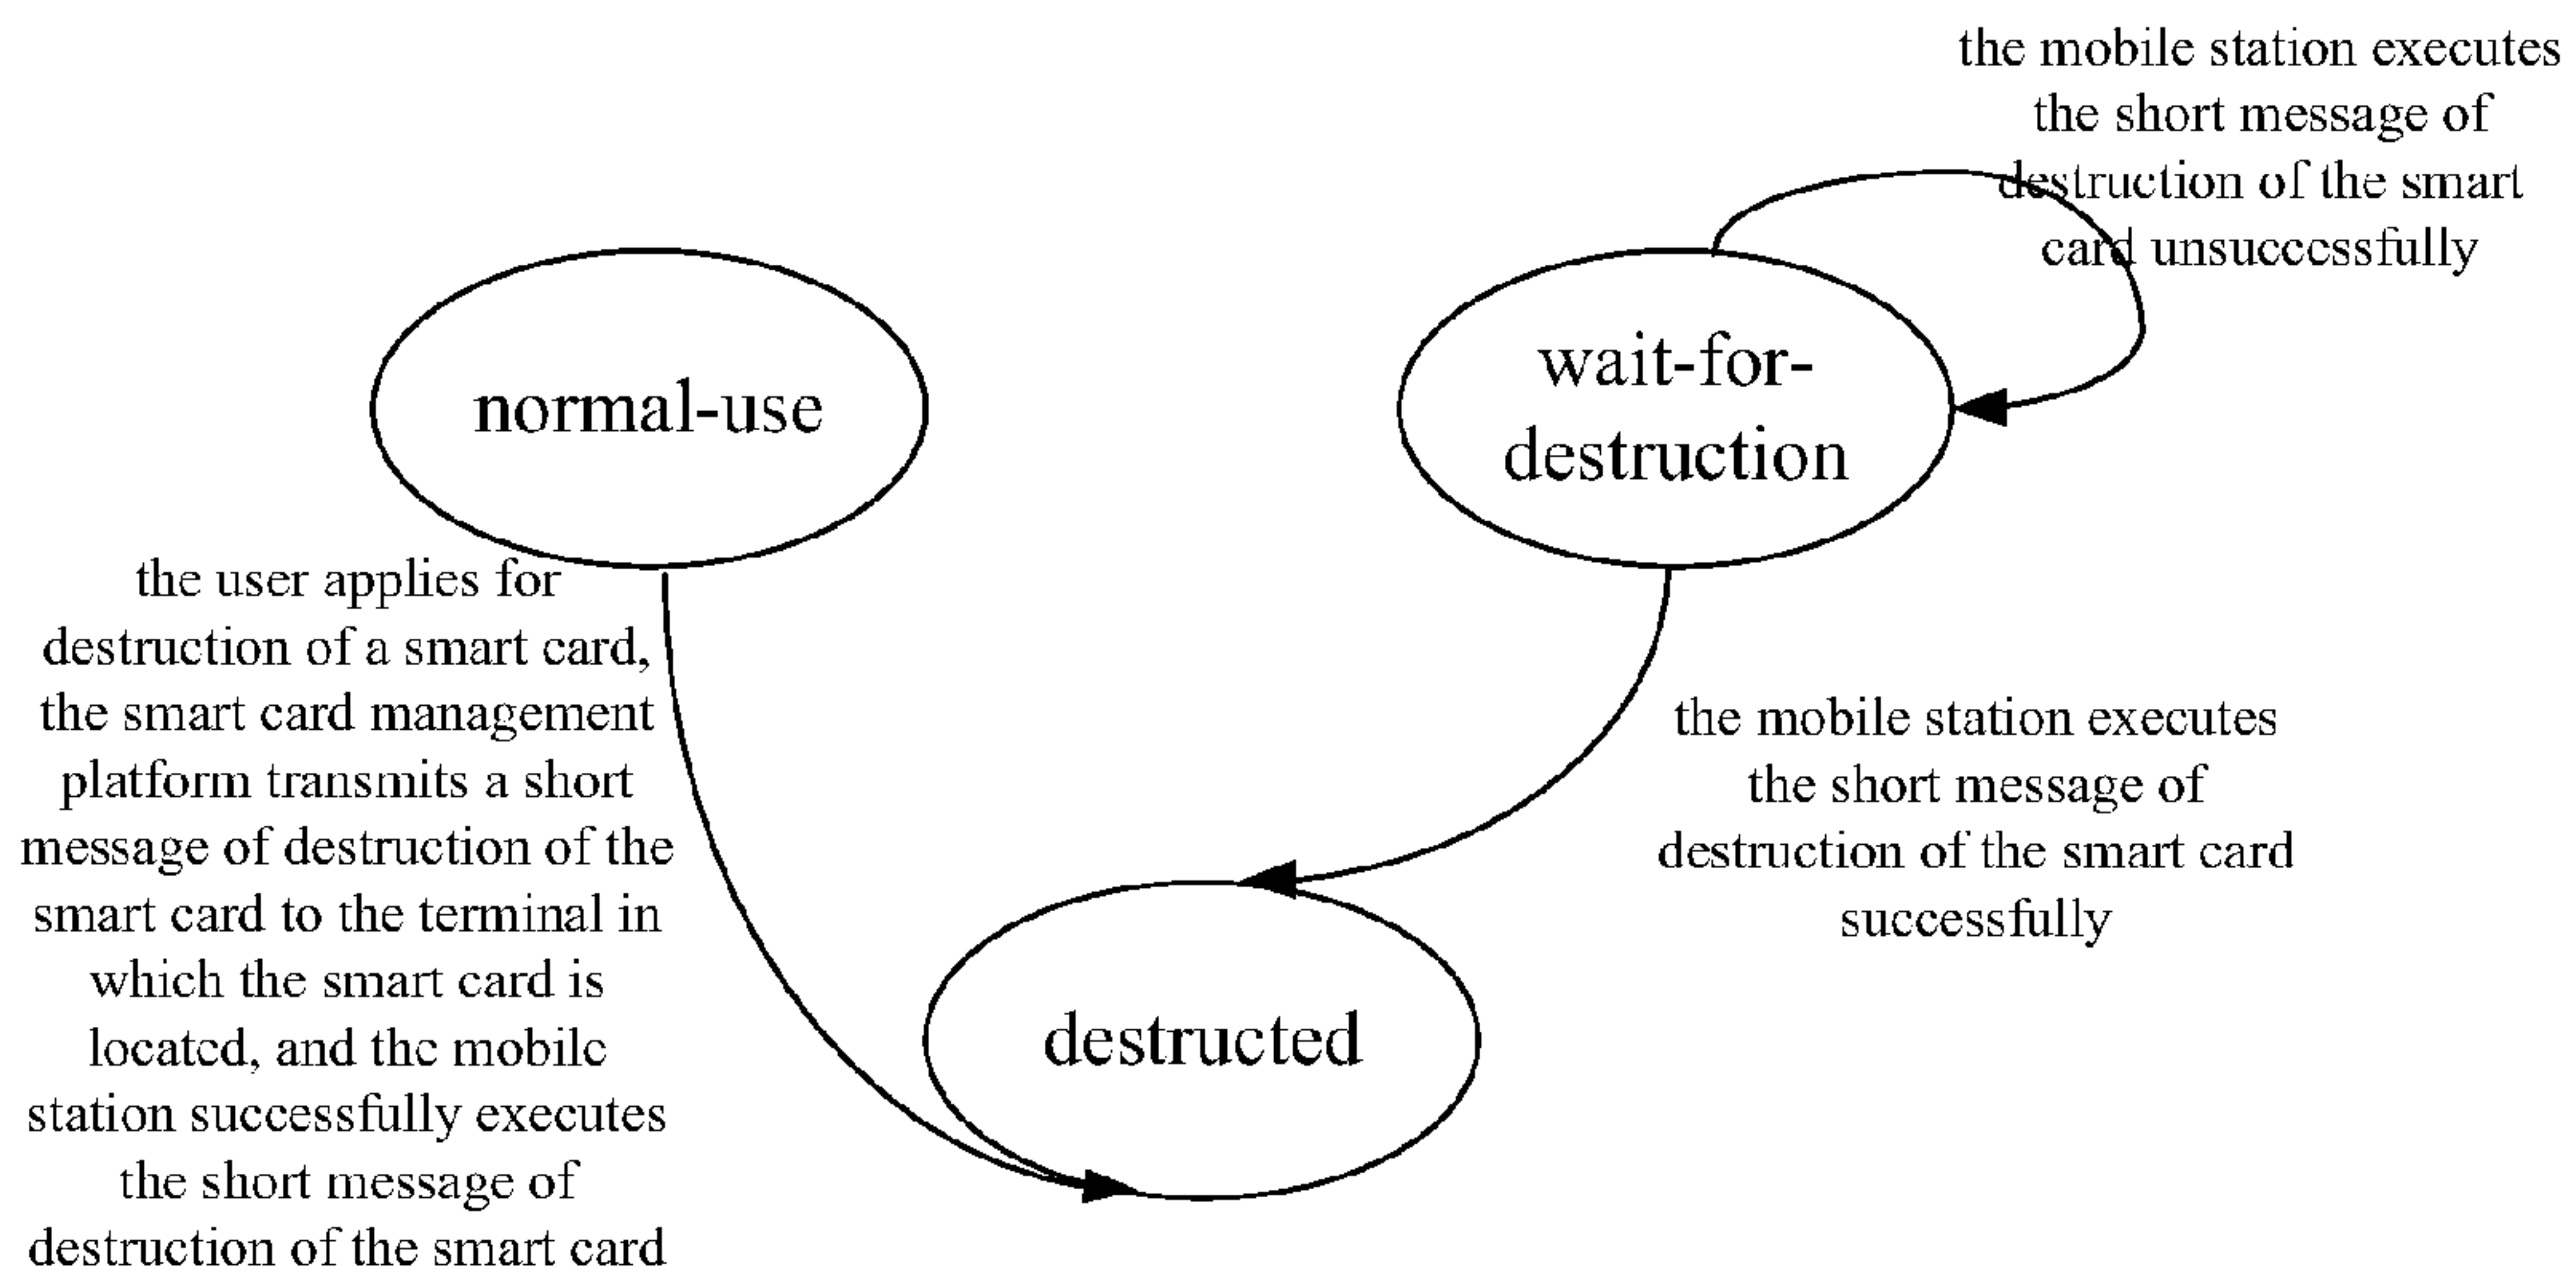 the mobile station executes
the short message of
destruction of the smart
card unsuccessfully
normal-use
wait-for-
destruction
the user applies for
destruction of a smart card,
the smart card management
platform transmits a short
message of destruction of the
smart card to the terminal in
which the smart card is
located, and the mobile
station successfully executes
the short message of
destruction of the smart card
the mobile station executes
the short message of
destruction of the smart card
successfully
destructed